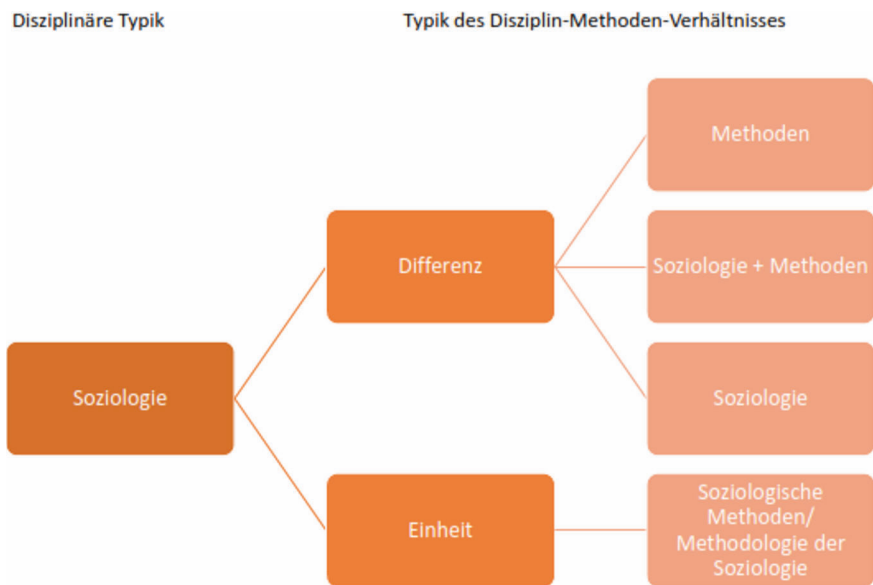 Disziplinäre Typik
Typik des Disziplin-Methoden-Verhältnisses
Methoden
Differenz
Soziologie + Methoden
Soziologie
Soziologie
Einheit
Soziologische
Methoden/
Methodologie der
Soziologie